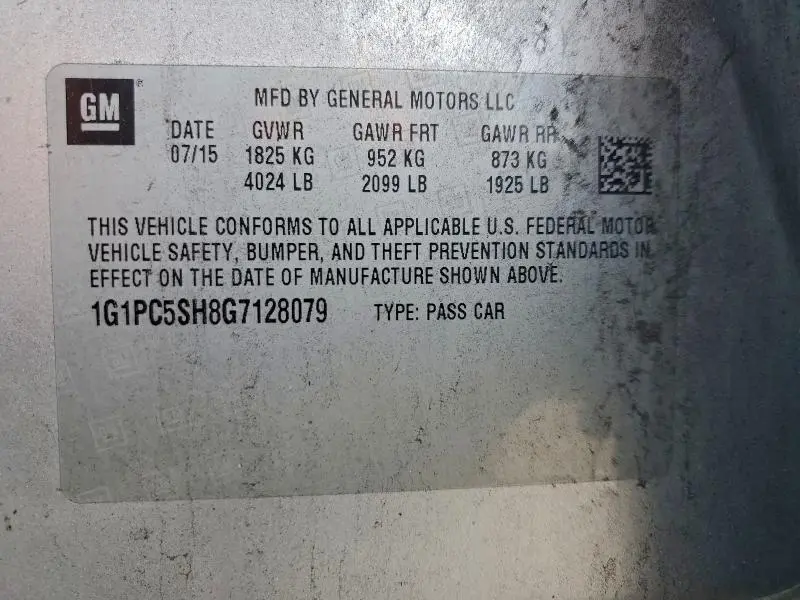 GM
MFD BY GENERAL MOTORS LLC
DATE GVWR GAWR FRT GAWR RR
07/15 1825 KG 952 KG 873 KG
4024 LB 2099 LB 1925 LB
THIS VEHICLE CONFORMS TO ALL APPLICABLE U.S. FEDERAL MOTOR
VEHICLE SAFETY, BUMPER, AND THEFT PREVENTION STANDARDS IN
EFFECT ON THE DATE OF MANUFACTURE SHOWN ABOVE.
1G1PC5SH8G7128079 TYPE: PASS CAR